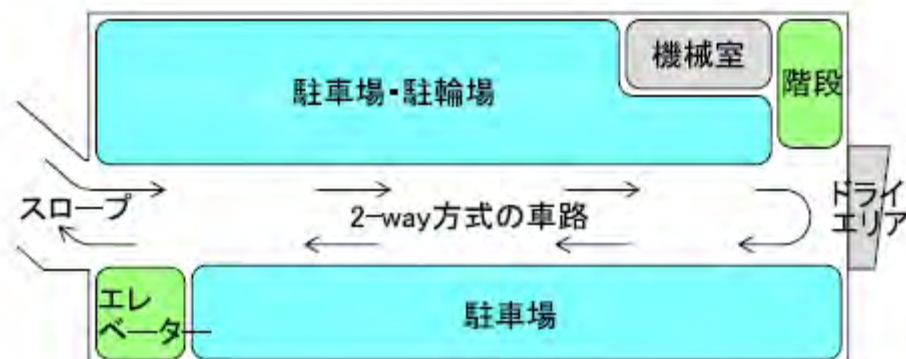 機械室
階段
駐車場・駐輪場
スロープ
2-way方式の車路
ドライ
エリア
エレ
ベーター
駐車場